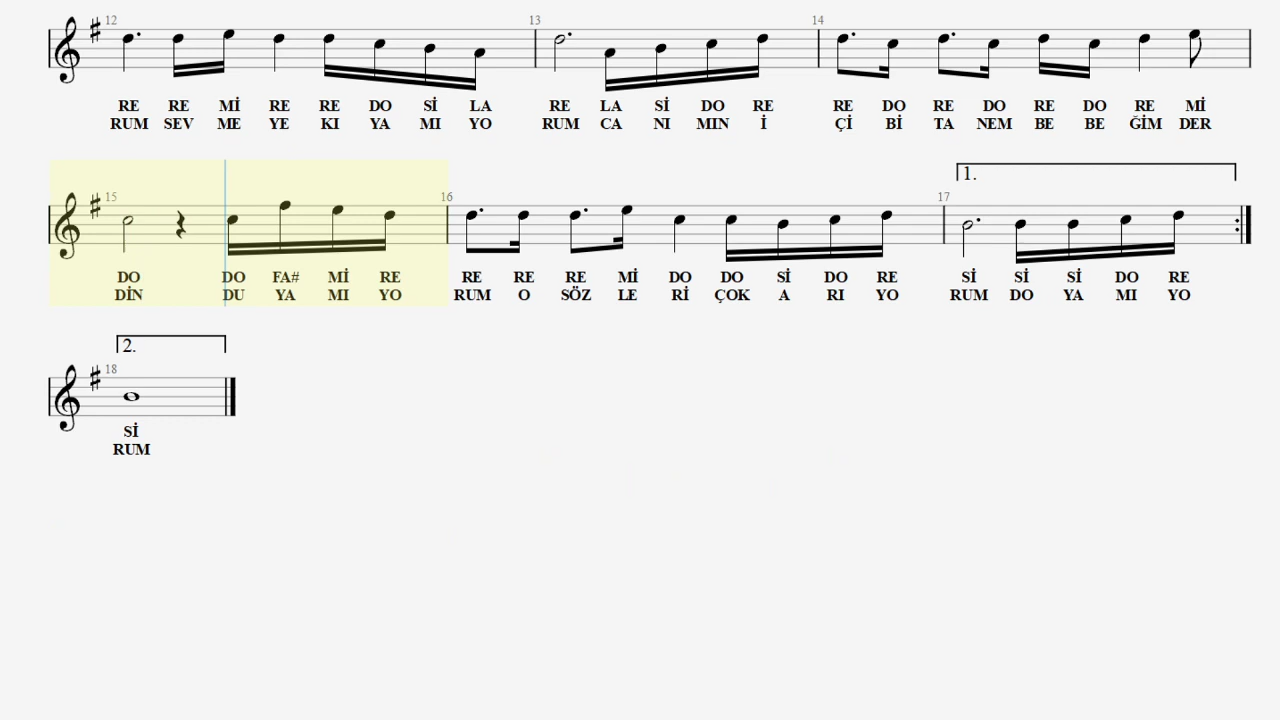 12 13 14
RE RE Mİ RE RE DO Sİ LA RE LA Sİ DO RE RE DO RE DO RE DO RE Mİ
RUM SEV ME YE KI YA MI YO RUM CA NI MIN İ Çİ Bİ TA NEM BE BE ĞİM DER
1.
15 16 17
DO DO FA# Mİ RE RE RE RE Mİ DO DO Sİ DO RE Sİ Sİ Sİ DO RE
DİN DU YA MI YO RUM O SÖZ LE Rİ ÇOK A RI YO RUM DO YA MI YO
2.
18
Sİ
RUM